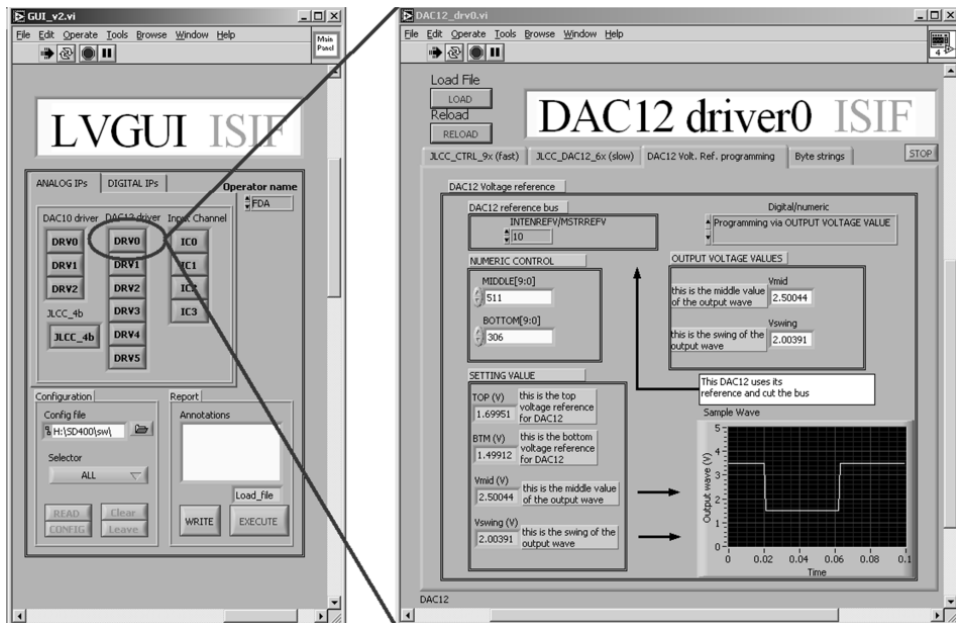 GUI_v2.vi
File Edit Operate Tools Browse Window Help
Main Panel
LVGUI ISIF
ANALOG IPs DIGITAL IPs
Operator name
FDA
DAC10 driver DAC12 driver Input Channel
DRV0 DRV0 IC0
DRV1 DRV1 IC1
DRV2 DRV2 IC2
JLCC_4b DRV3 IC3
JLCC_4b DRV4
DRV5
Configuration
Config file
H:\SD400\sw\
Selector
ALL
READ Clear
CONFIG Leave
Report
Annotations
Load_file
WRITE EXECUTE
DAC12_drv0.vi
File Edit Operate Tools Browse Window Help
4
Load File
LOAD
Reload
RELOAD
DAC12 driver0 ISIF
JLCC_CTRL_9x (fast) JLCC_DAC12_6x (slow) DAC12 Volt. Ref. programming Byte strings STOP
DAC12 Voltage reference
DAC12 reference bus
INTENREFV/MSTRREFV
10
Digital/numeric
Programming via OUTPUT VOLTAGE VALUE
NUMERIC CONTROL
MIDDLE[9:0]
511
BOTTOM[9:0]
306
OUTPUT VOLTAGE VALUES
this is the middle value of the output wave
Vmid
2.50044
this is the swing of the output wave
Vswing
2.00391
This DAC12 uses its
reference and cut the bus
SETTING VALUE
TOP (V)
1.69951
this is the top
voltage reference
for DAC12
BTM (V)
1.49912
this is the bottom
voltage reference
for DAC12
Vmid (V)
2.50044
this is the middle value
of the output wave
Vswing (V)
2.00391
this is the swing of the
output wave
Sample Wave
Output wave (V)
5
4
3
2
1
0
0 0.02 0.04 0.06 0.08 0.1
Time
DAC12